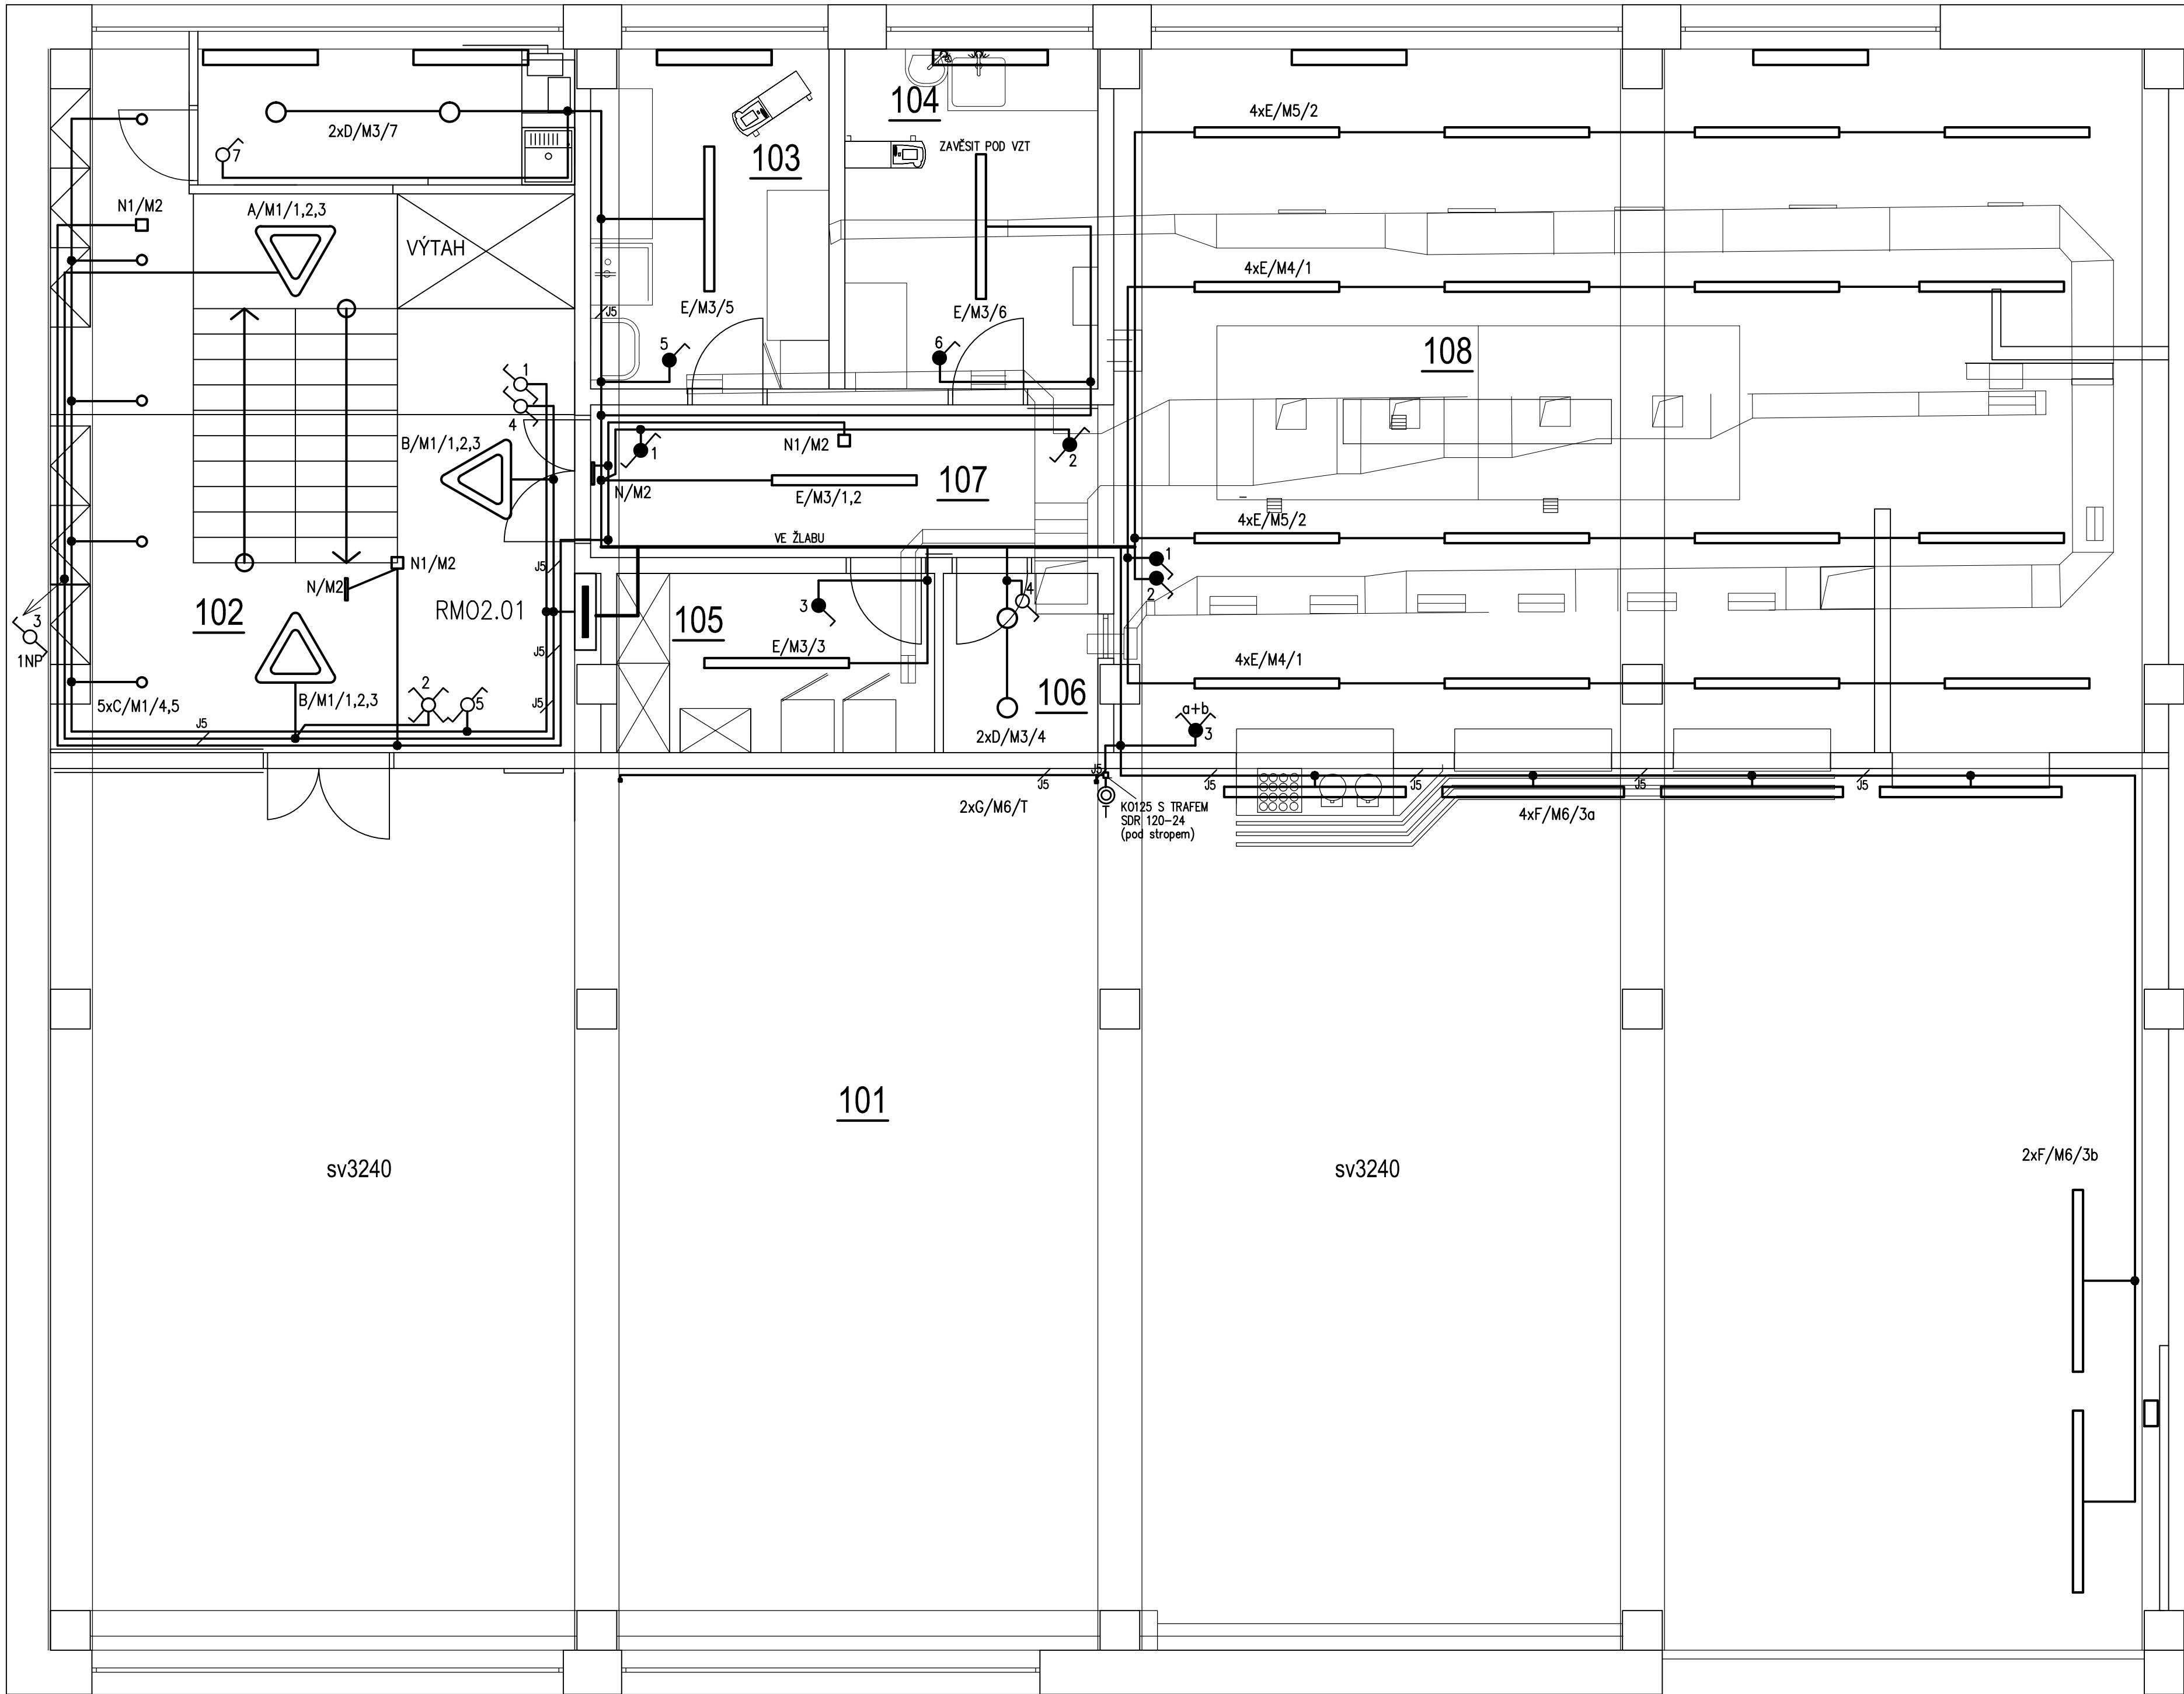 104
4xE/M5/2
2xD/M3/7
7
103
ZAVĚSIT POD VZT
N1/M2
A/M1/1,2,3
VÝTAH
4xE/M4/1
E/M3/5
J5
E/M3/6
5
6
108
1
4
B/M1/1,2,3
1
N1/M2
2
107
N/M2
E/M3/1,2
4xE/M5/2
VE ŽLABU
N1/M2
J5
1
2
N/M2
102
RM02.01
3
4
105
3
1NP
J5
E/M3/3
4xE/M4/1
2
5
J5
106
5xC/M1/4,5
B/M1/1,2,3
J5
a+b
3
2xD/M3/4
J5
J5
J5
J5
J5
J5
2xG/M6/T
KO125 S TRAFEM
SDR 120-24
(pod stropem)
4xF/M6/3a
101
sv3240
sv3240
2xF/M6/3b